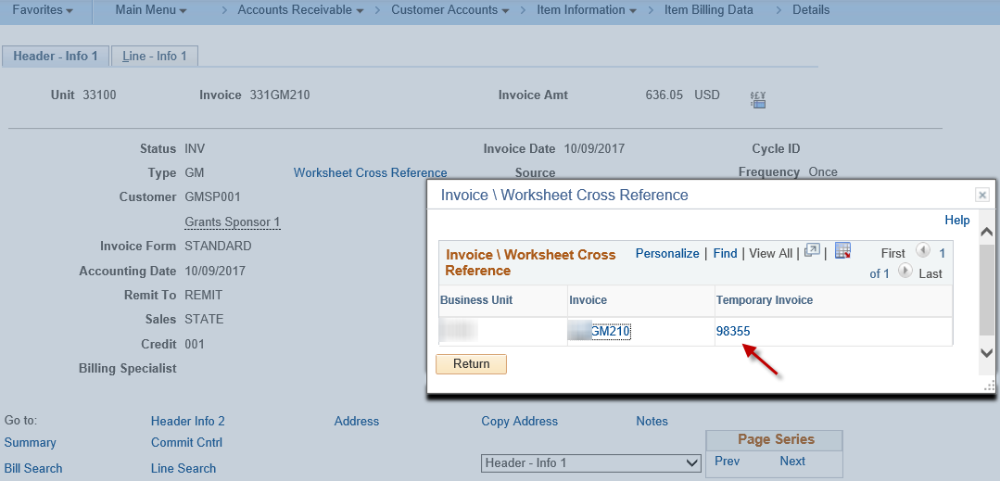 Favorites Main Menu > Accounts Receivable > Customer Accounts > Item Information > Item Billing Data > Details
Header - Info 1 Line - Info 1
Unit 33100 Invoice 331GM210 Invoice Amt 636.05 USD
Status INV Invoice Date 10/09/2017 Cycle ID
Type GM Worksheet Cross Reference Source Frequency Once
Customer GMSP001
Grants Sponsor 1
Invoice Form STANDARD
Accounting Date 10/09/2017
Remit To REMIT
Sales STATE
Credit 001
Billing Specialist
Invoice \ Worksheet Cross Reference
Help
Invoice \ Worksheet Cross Reference
Personalize | Find | View All | | First 1 of 1 Last
Business Unit Invoice Temporary Invoice
GM210 98355
Return
Go to: Header Info 2 Address Copy Address Notes
Summary Commit Cntrl Page Series
Bill Search Line Search Header - Info 1 Prev Next